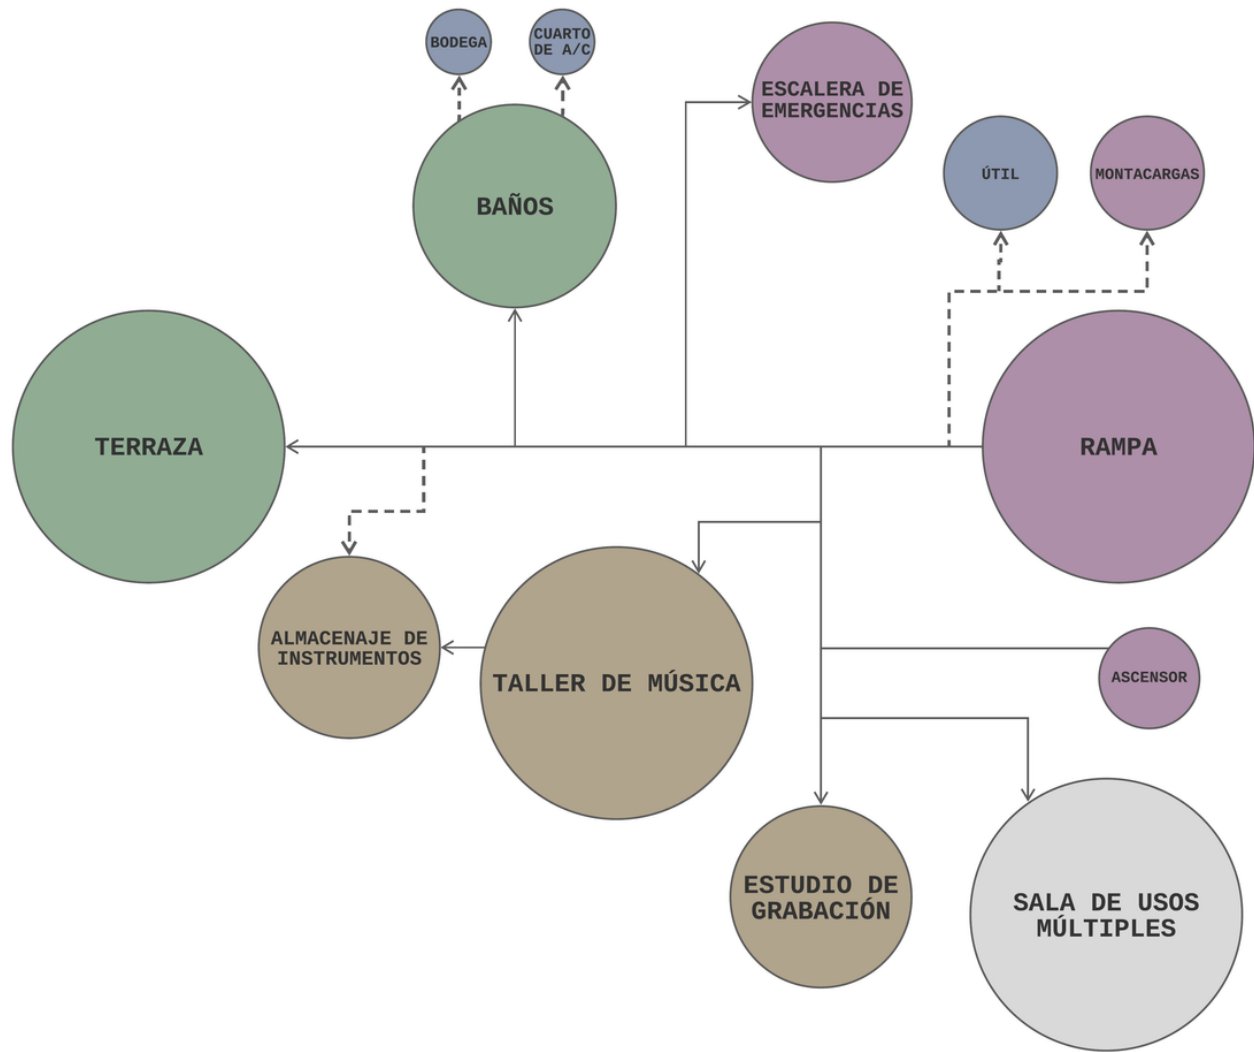 BODEGA
CUARTO
DE A/C
ESCALERA DE
EMERGENCIAS
ÚTIL
MONTACARGAS
BAÑOS
TERRAZA
RAMPA
ALMACENAJE DE
INSTRUMENTOS
TALLER DE MÚSICA
ASCENSOR
ESTUDIO DE
GRABACIÓN
SALA DE USOS
MÚLTIPLES